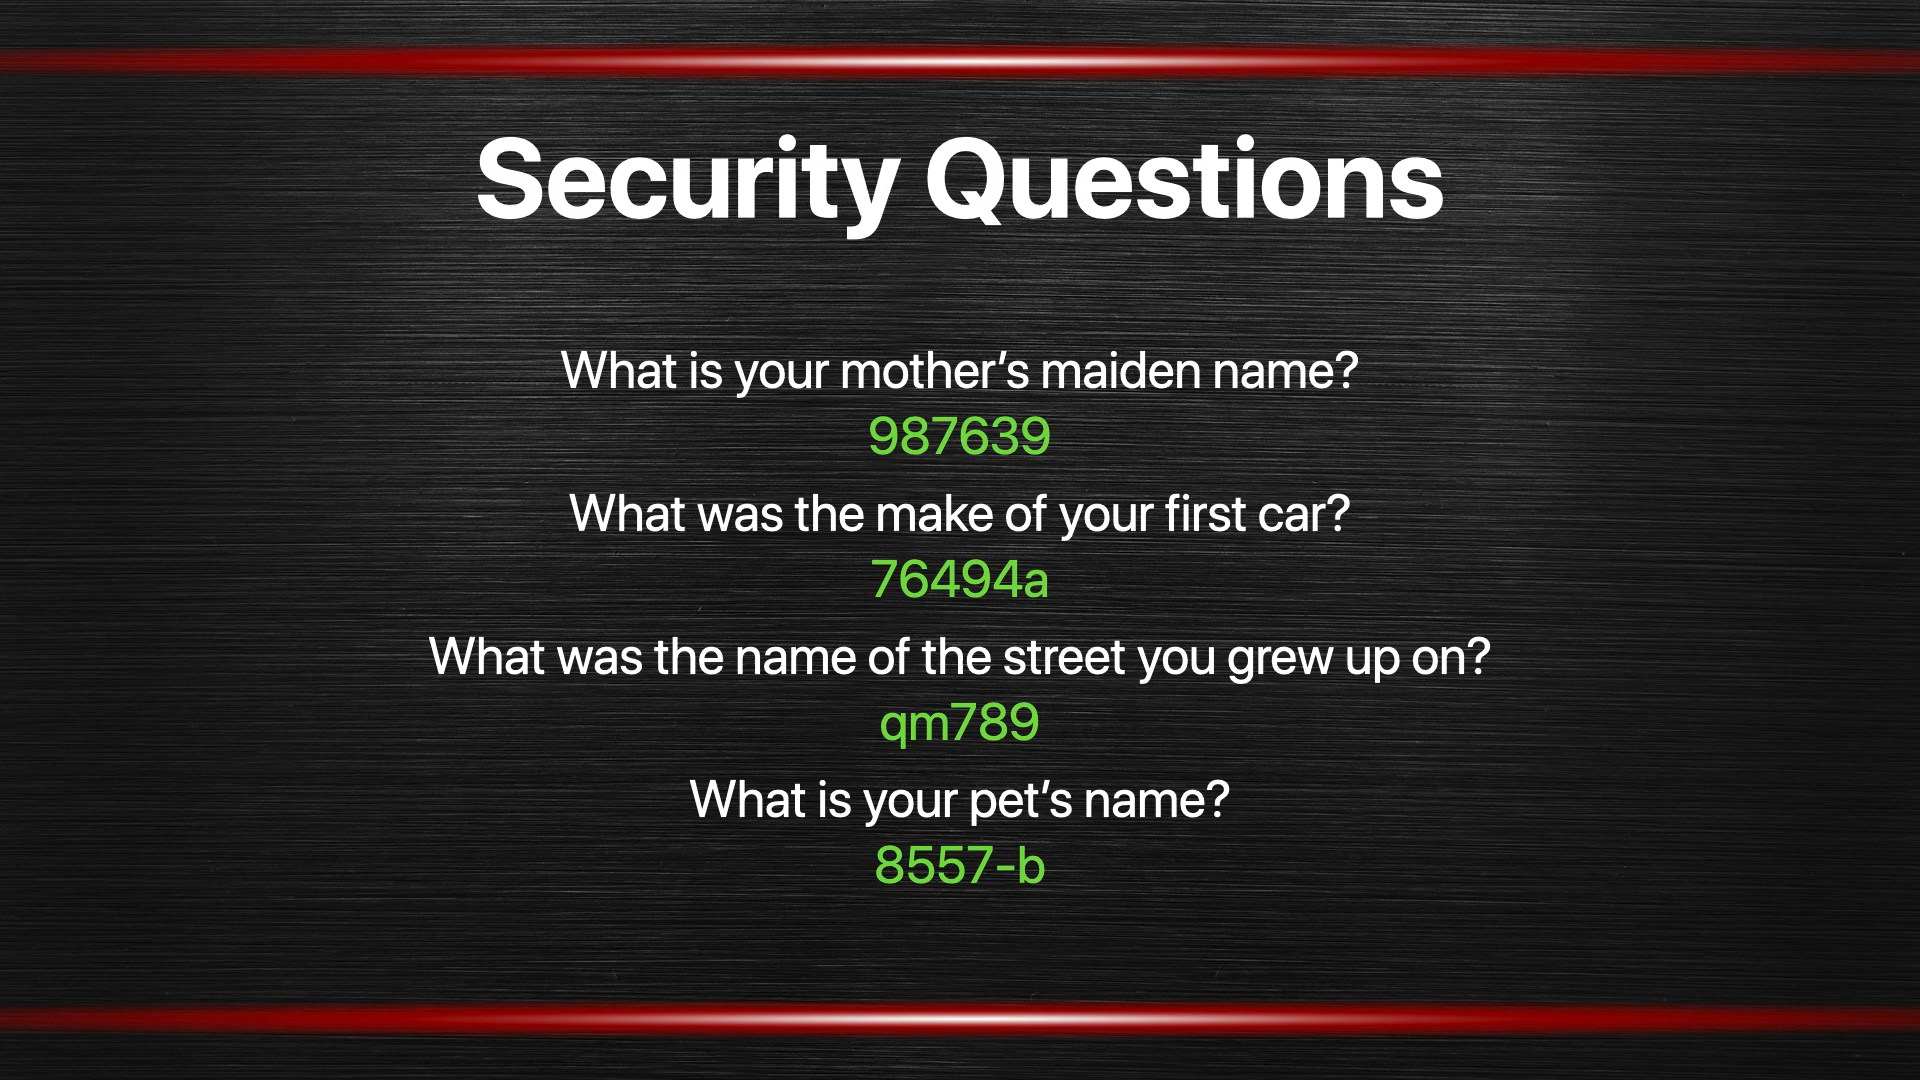 Security Questions
What is your mother’s maiden name?
987639
What was the make of your first car?
76494a
What was the name of the street you grew up on?
qm789
What is your pet’s name?
8557-b